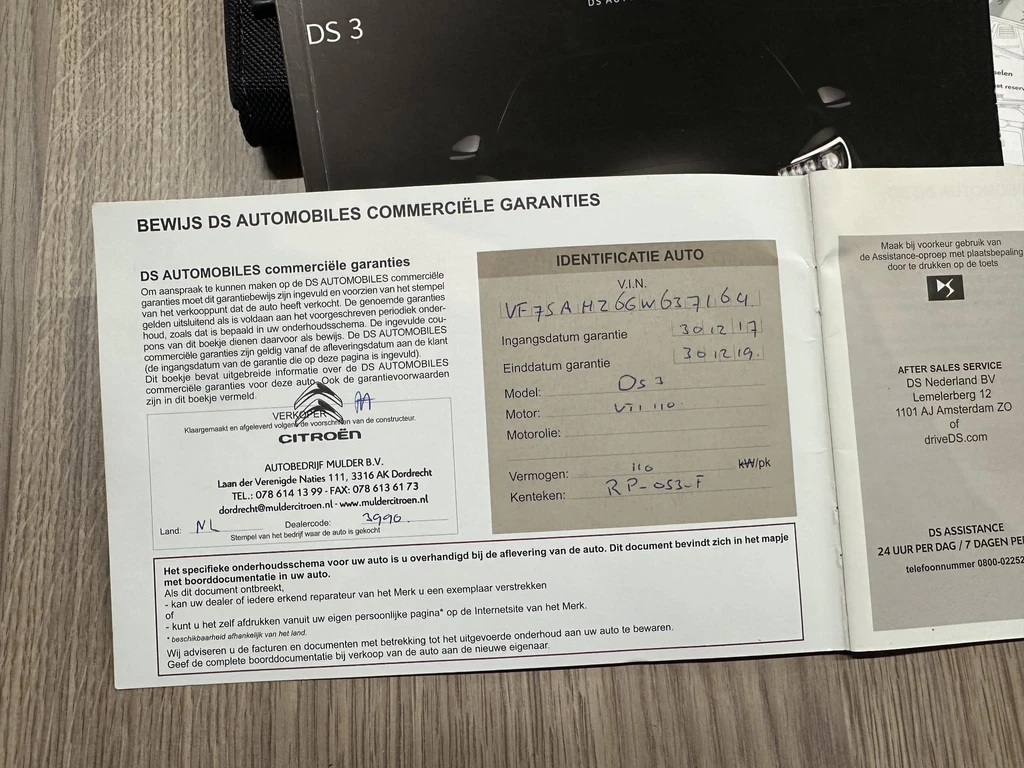 DS 3
BEWIJS DS AUTOMOBILES COMMERCIËLE GARANTIES
DS AUTOMOBILES commerciële garanties
Om aanspraak te kunnen maken op de DS AUTOMOBILES commerciële
garanties moet dit garantiebewijs zijn ingevuld en voorzien van het stempel
van het verkooppunt dat de auto heeft verkocht. De genoemde garanties
gelden uitsluitend als is voldaan aan het voorgeschreven periodiek onder-
houd, zoals dat is bepaald in uw onderhoudsschema. De ingevulde cou-
pons van dit boekje dienen daarvoor als bewijs. De DS AUTOMOBILES
commerciële garanties zijn geldig vanaf de afleveringsdatum aan de klant
(de ingangsdatum van de garantie die op deze pagina is ingevuld).
Dit boekje bevat uitgebreide informatie over de DS AUTOMOBILES
commerciële garanties voor deze auto. Ook de garantievoorwaarden
zijn in dit boekje vermeld.
VERKOPER
Klaargemaakt en afgeleverd volgens de voorschriften van de constructeur.
CITROËN
AUTOBEDRIJF MULDER B.V.
Laan der Verenigde Naties 111, 3316 AK Dordrecht
TEL.: 078 614 13 99 - FAX: 078 613 61 73
dordrecht@muldercitroen.nl - www.muldercitroen.nl
Land: NL Dealercode: 3990
Stempel van het bedrijf waar de auto is gekocht
IDENTIFICATIE AUTO
V.I.N.
VF7SAHZ6GW637164
Ingangsdatum garantie 30 12 17
Einddatum garantie 30 12 19.
Model: DS 3
Motor: VTI 110
Motorolie:
Vermogen: 110 kW/pk
Kenteken: RP-053-F
Het specifieke onderhoudsschema voor uw auto is u overhandigd bij de aflevering van de auto. Dit document bevindt zich in het mapje
met boorddocumentatie in uw auto.
Als dit document ontbreekt,
- kan uw dealer of iedere erkend reparateur van het Merk u een exemplaar verstrekken
of
- kunt u het zelf afdrukken vanuit uw eigen persoonlijke pagina* op de Internetsite van het Merk.
* beschikbaarheid afhankelijk van het land.
Wij adviseren u de facturen en documenten met betrekking tot het uitgevoerde onderhoud aan uw auto te bewaren.
Geef de complete boorddocumentatie bij verkoop van de auto aan de nieuwe eigenaar.
Maak bij voorkeur gebruik van
de Assistance-oproep met plaatsbepaling
door te drukken op de toets
AFTER SALES SERVICE
DS Nederland BV
Lemelerberg 12
1101 AJ Amsterdam ZO
of
driveDS.com
DS ASSISTANCE
24 UUR PER DAG / 7 DAGEN PE
telefoonnummer 0800-02252